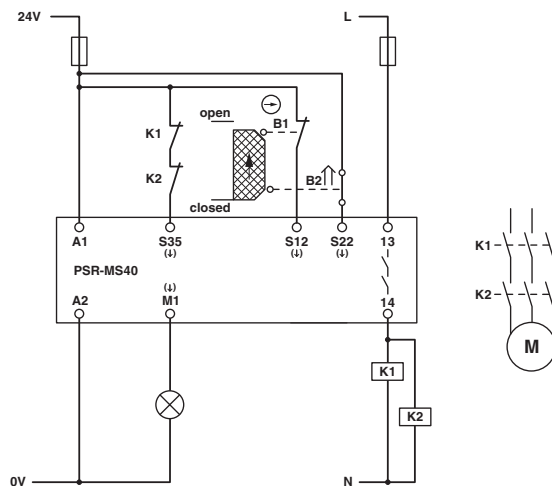 24V L
open
K1 B1
K2 B2
closed
A1 S35 S12 S22 13
(↓) (↓) (↓)
PSR-MS40
(↓)
A2 M1 14
K1
K2
0V N
K1
K2
M